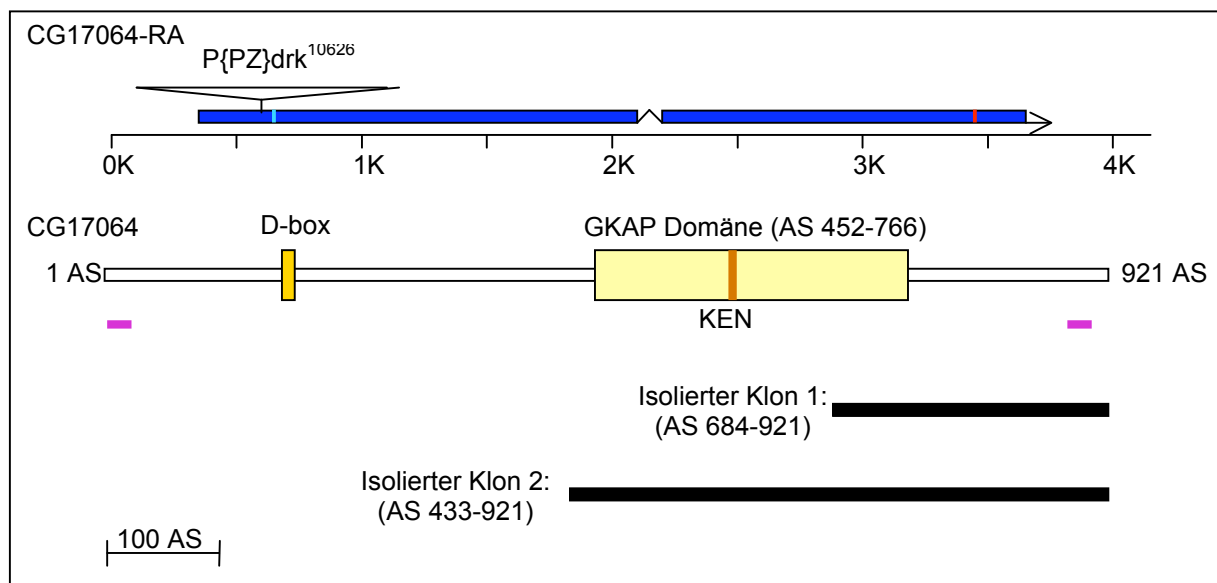 CG17064-RA
P{PZ}drk10626
0K 1K 2K 3K 4K
CG17064
D-box
GKAP Domäne (AS 452-766)
1 AS
921 AS
KEN
Isolierter Klon 1:
(AS 684-921)
Isolierter Klon 2:
(AS 433-921)
100 AS